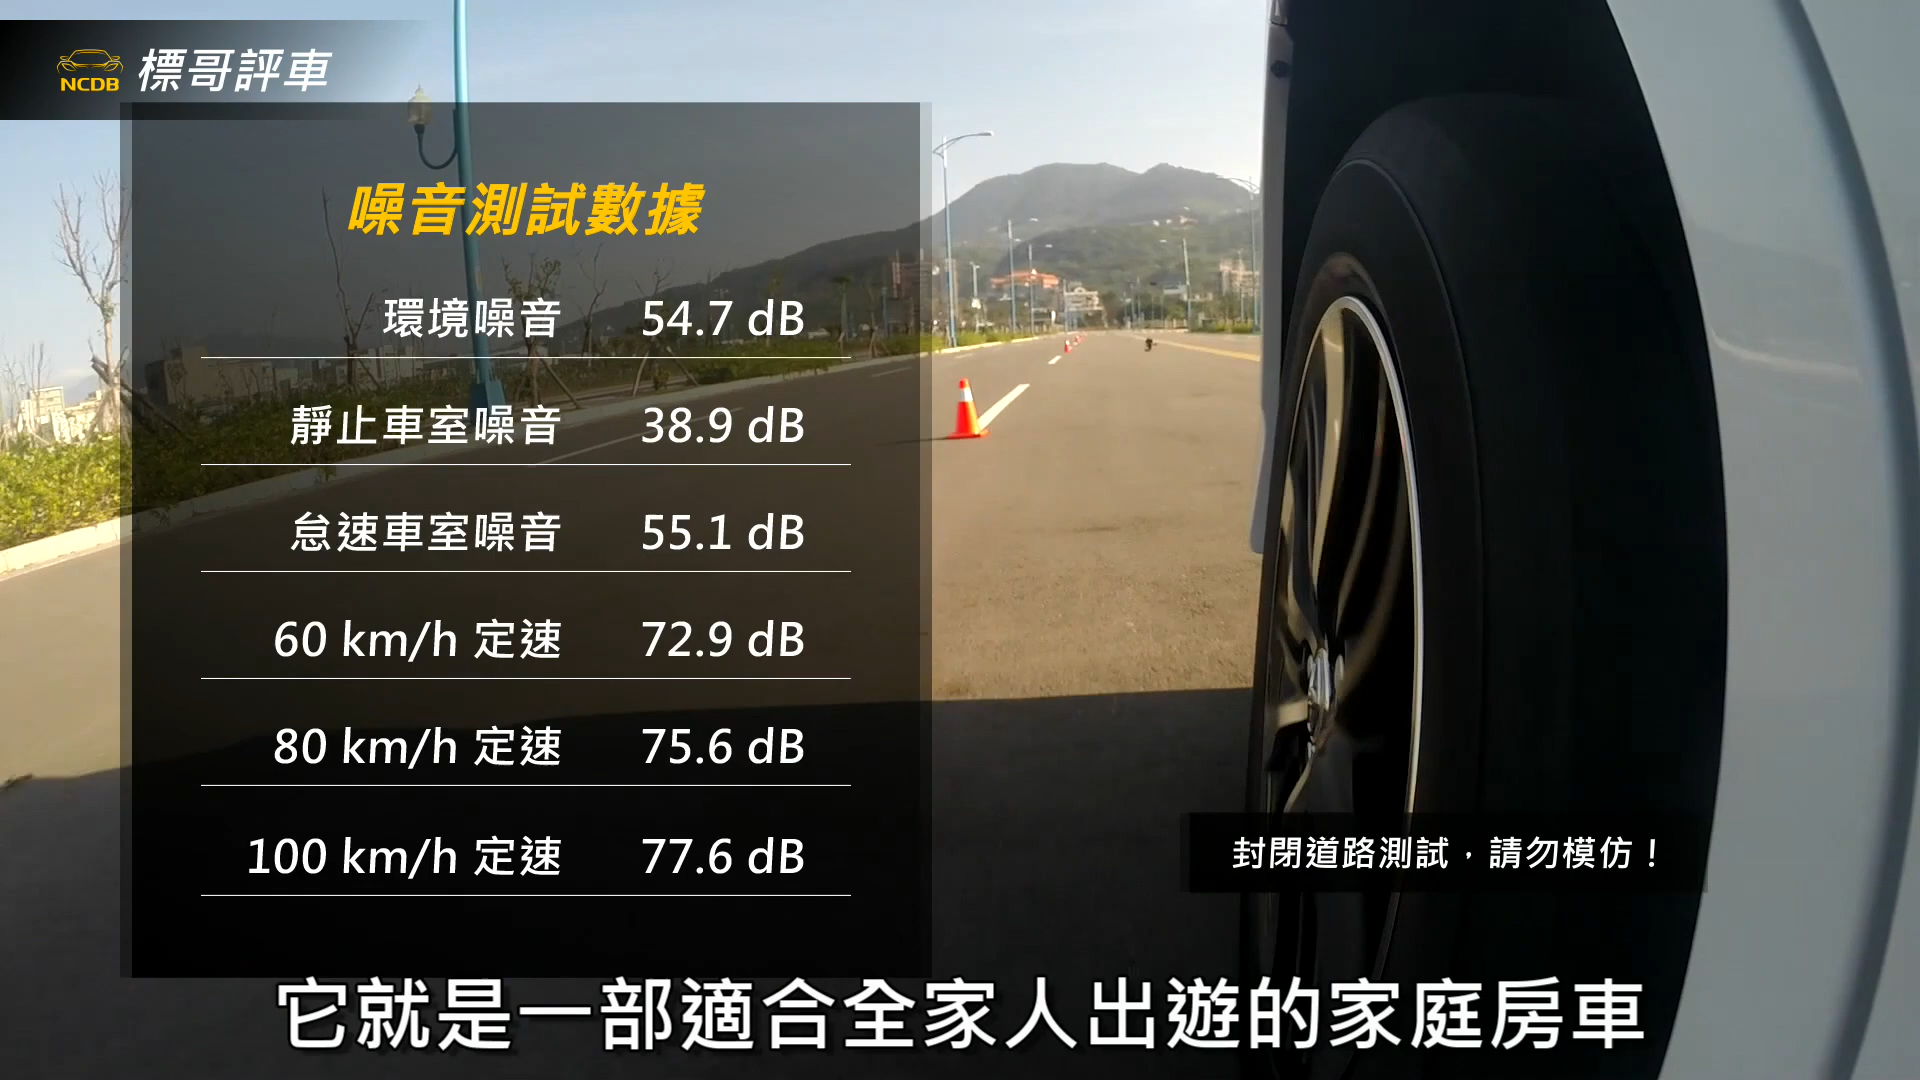 NCDB 標哥評車
噪音測試數據
環境噪音 54.7 dB
靜止車室噪音 38.9 dB
怠速車室噪音 55.1 dB
60 km/h 定速 72.9 dB
80 km/h 定速 75.6 dB
100 km/h 定速 77.6 dB
封閉道路測試，請勿模仿！
它就是一部適合全家人出遊的家庭房車